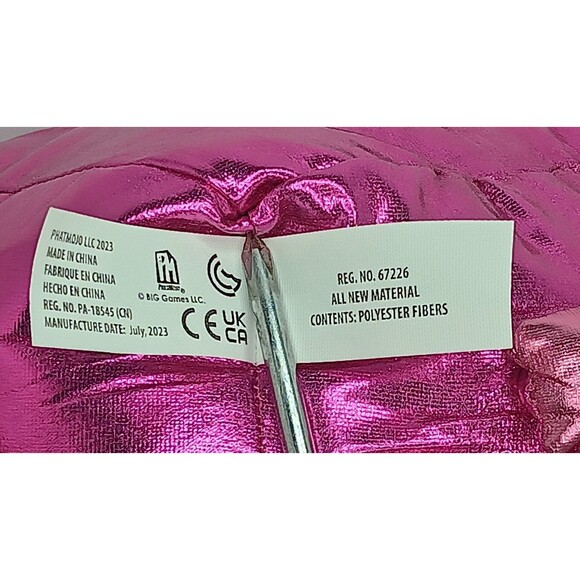 PHATMOJO LLC 2023
MADE IN CHINA
FABRIQUE EN CHINA
HECHO EN CHINA
REG. NO. PA-18545 (CN)
MANUFACTURE DATE: July, 2023
© BIG Games LLC.
CE UK
CA
REG. NO. 67226
ALL NEW MATERIAL
CONTENTS: POLYESTER FIBERS